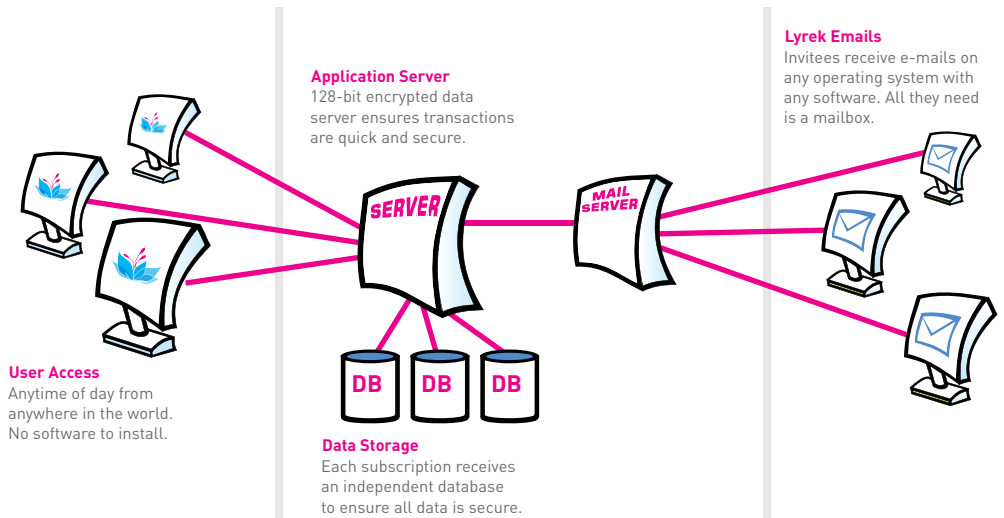 Lyrek Emails
Invitees receive e-mails on
any operating system with
any software. All they need
is a mailbox.
Application Server
128-bit encrypted data
server ensures transactions
are quick and secure.
SERVER
MAIL
SERVER
DB
DB
DB
User Access
Anytime of day from
anywhere in the world.
No software to install.
Data Storage
Each subscription receives
an independent database
to ensure all data is secure.